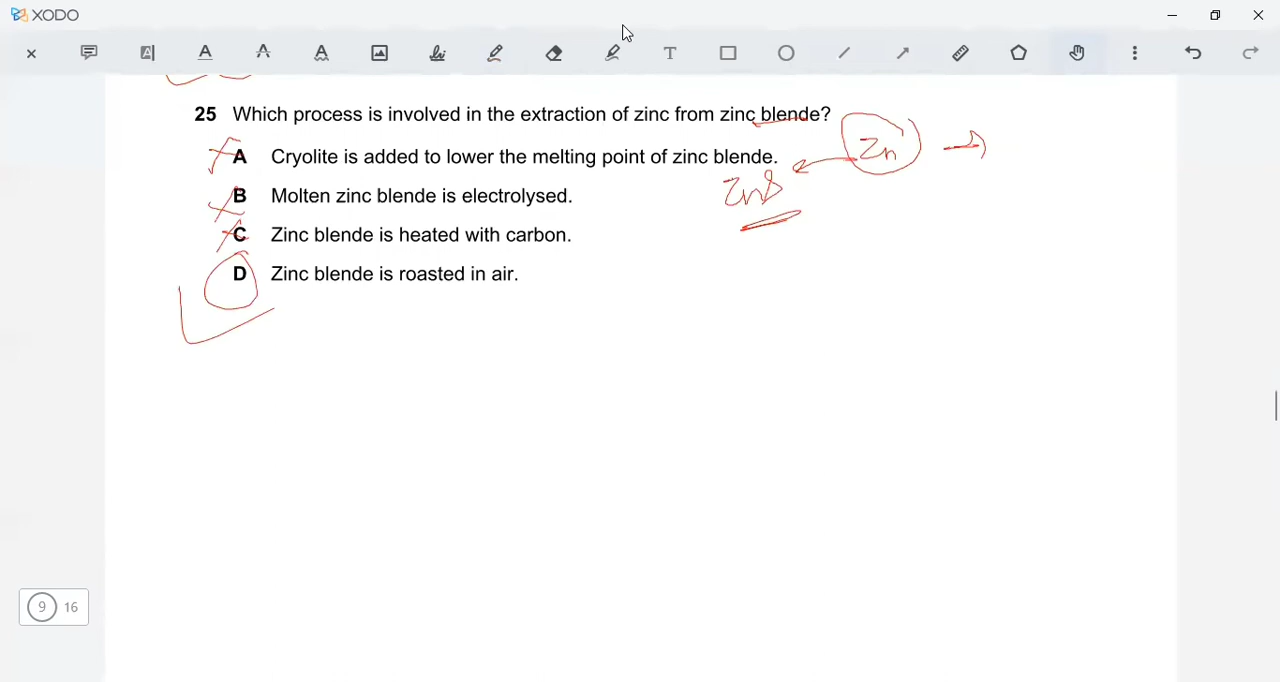 XODO
25 Which process is involved in the extraction of zinc from zinc blende?
A Cryolite is added to lower the melting point of zinc blende.
Zn
B Molten zinc blende is electrolysed.
ZnS
C Zinc blende is heated with carbon.
D Zinc blende is roasted in air.
9 16